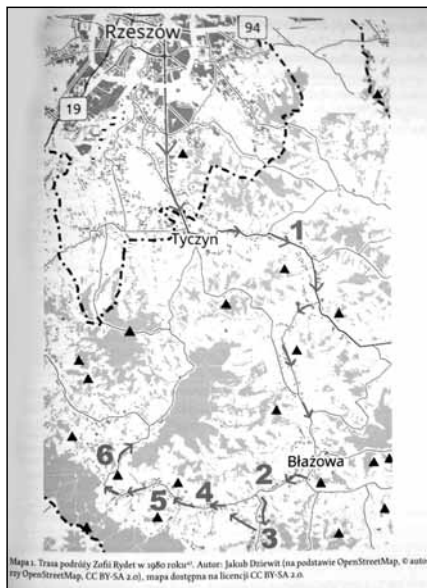 Rzeszów
94
19
1
Tyczyn
6
2
Błażowa
5
4
3
Mapa 1. Trasa podróży Zofii Rydet w 1980 roku⁴⁷. Autor: Jakub Dziewit (na podstawie OpenStreetMap, © auto-
rzy OpenStreetMap, CC BY-SA 2.0), mapa dostępna na licencji CC BY-SA 2.0.